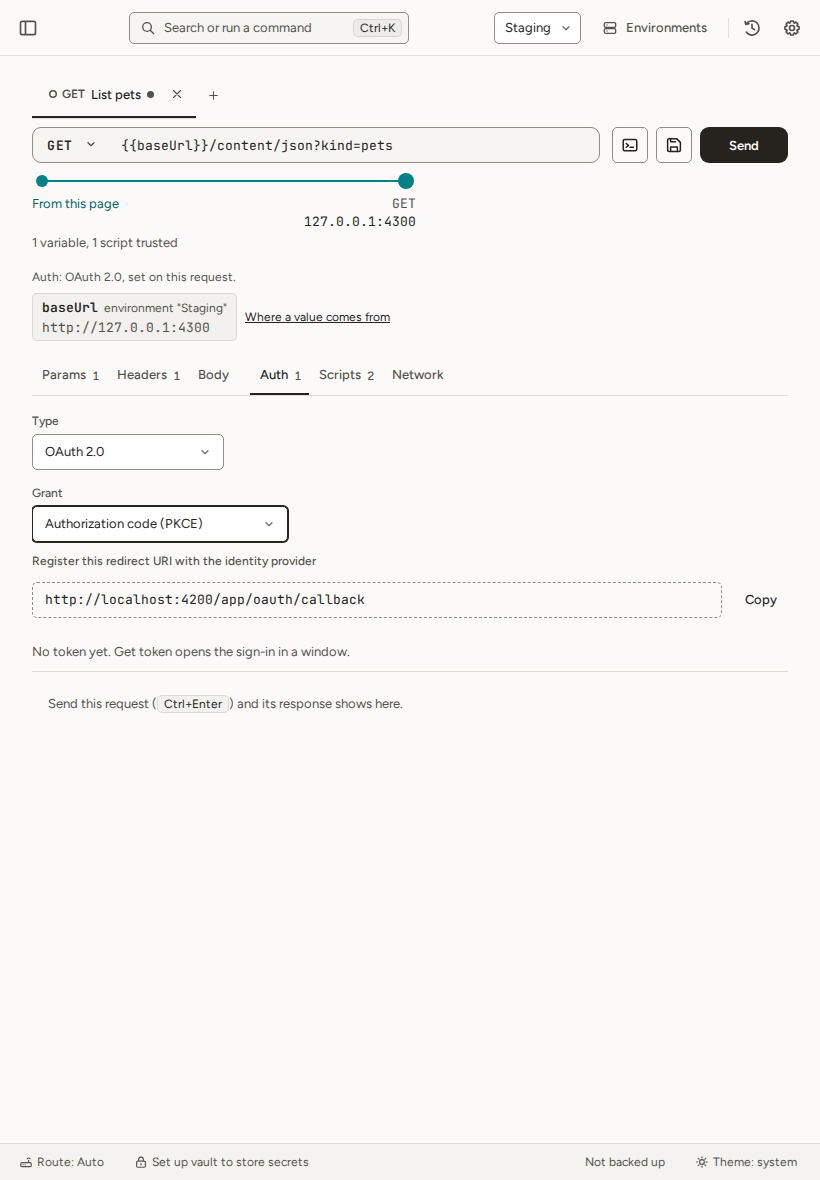 Search or run a command Ctrl+K Staging Environments
GET List pets
GET {{baseUrl}}/content/json?kind=pets Send
From this page GET
127.0.0.1:4300
1 variable, 1 script trusted
Auth: OAuth 2.0, set on this request.
baseUrl environment "Staging"
http://127.0.0.1:4300
Where a value comes from
Params 1 Headers 1 Body Auth 1 Scripts 2 Network
Type
OAuth 2.0
Grant
Authorization code (PKCE)
Register this redirect URI with the identity provider
http://localhost:4200/app/oauth/callback Copy
No token yet. Get token opens the sign-in in a window.
Send this request (Ctrl+Enter) and its response shows here.
Route: Auto Set up vault to store secrets Not backed up Theme: system